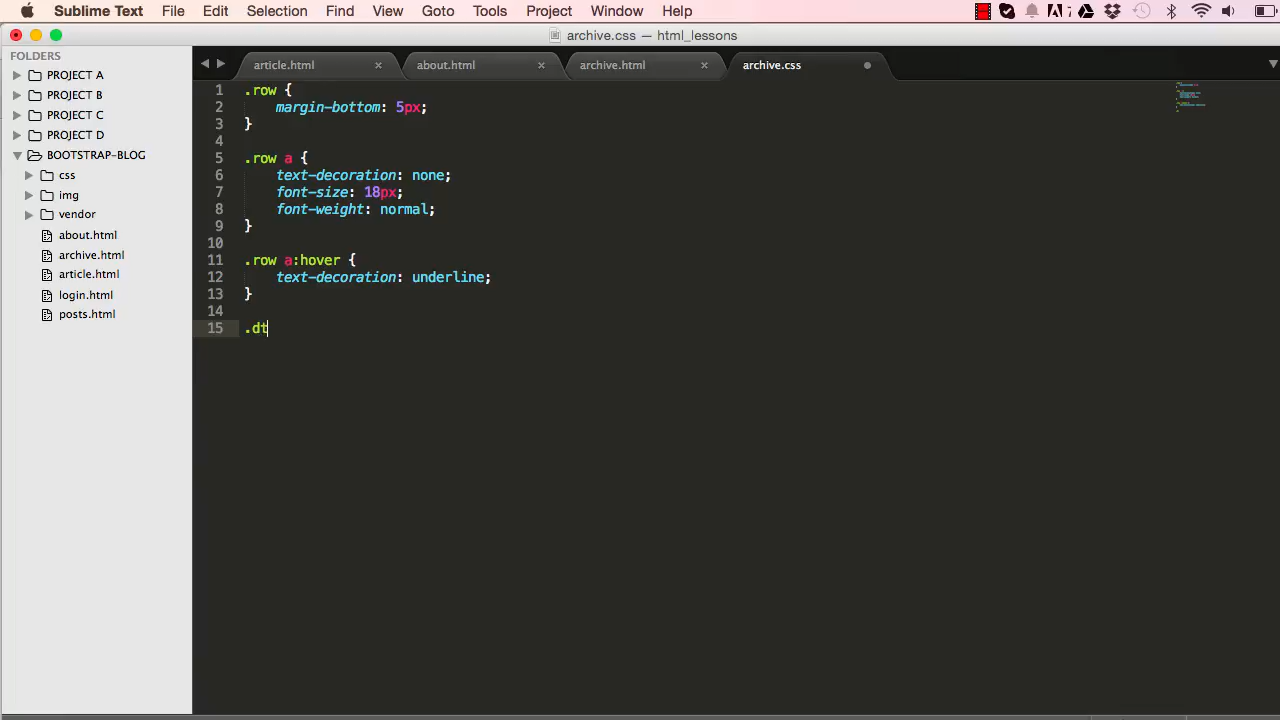 Sublime Text File Edit Selection Find View Goto Tools Project Window Help 7
archive.css — html_lessons
FOLDERS
PROJECT A
PROJECT B
PROJECT C
PROJECT D
BOOTSTRAP-BLOG
css
img
vendor
about.html
archive.html
article.html
login.html
posts.html
article.html × about.html × archive.html × archive.css
1 .row {
2 margin-bottom: 5px;
3 }
4
5 .row a {
6 text-decoration: none;
7 font-size: 18px;
8 font-weight: normal;
9 }
10
11 .row a:hover {
12 text-decoration: underline;
13 }
14
15 .dt